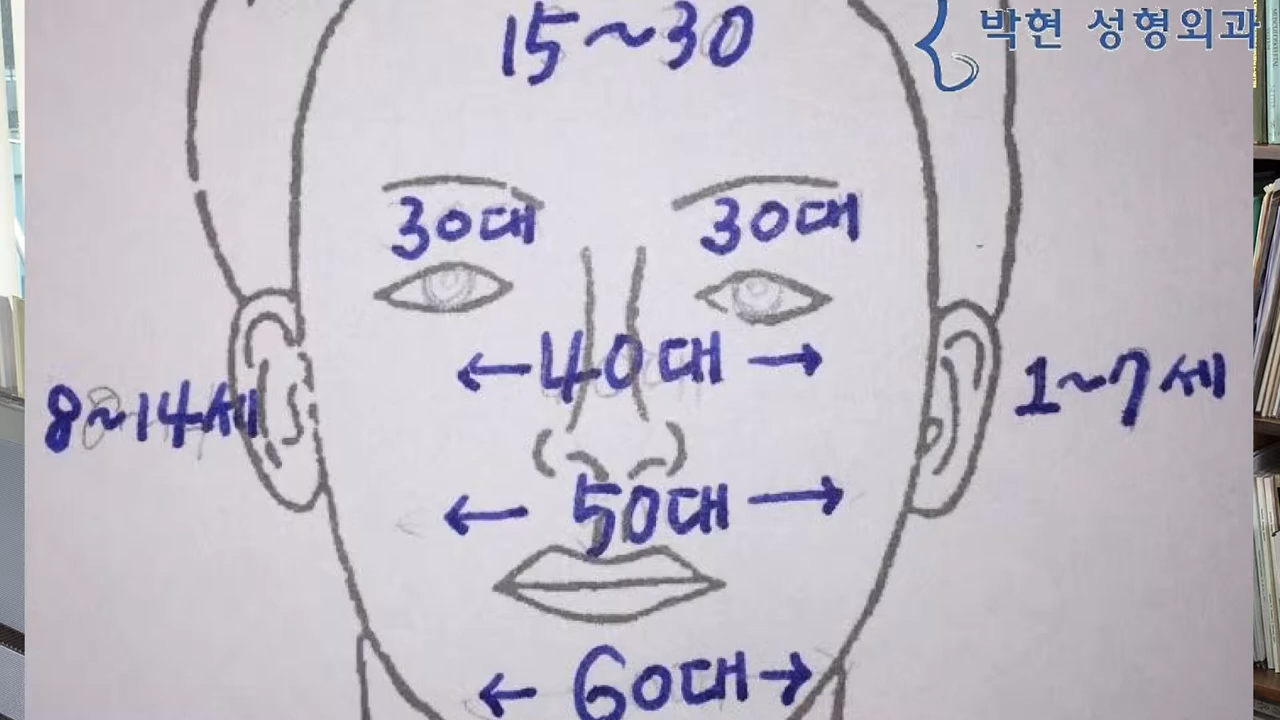 박현 성형외과
15~30
30대 30대
←40대→
8~14세 1~7세
← 50대 →
← 60대→